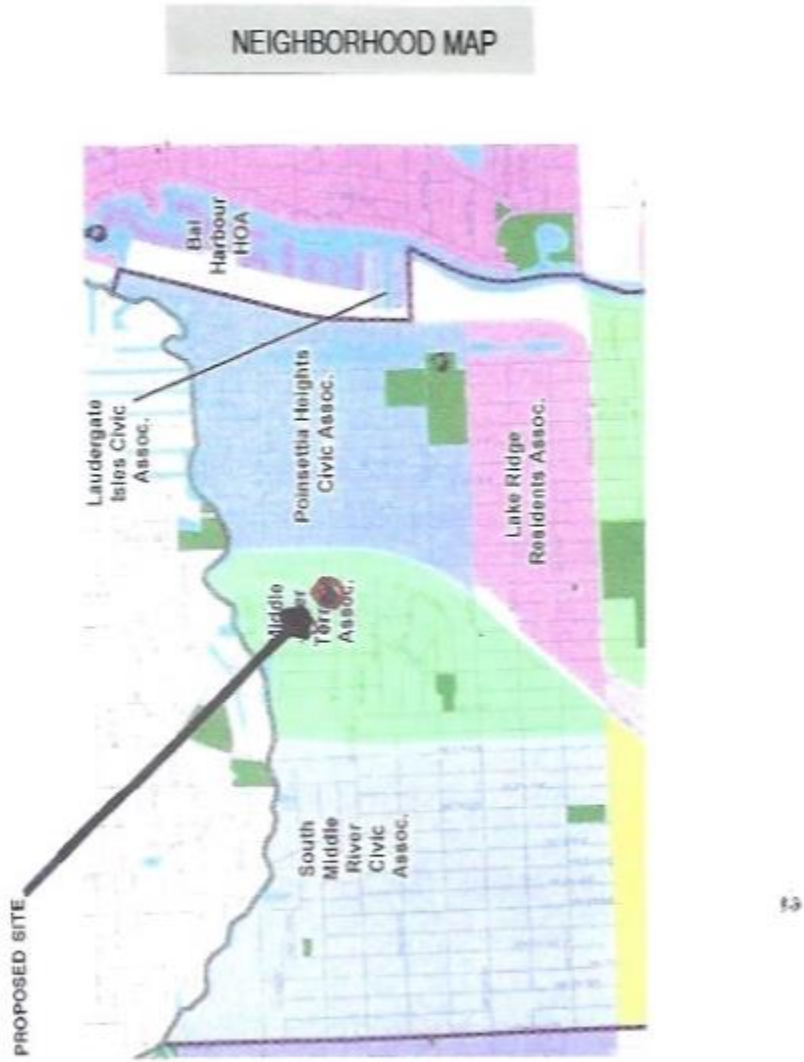 NEIGHBORHOOD MAP
Bal
Harbour
HOA
Laudergate
Isles Civic
Assoc.
Poinsettia Heights
Civic Assoc.
Lake Ridge
Residents Assoc.
Middle
Terr
Assoc.
South
Middle
River
Civic
Assoc.
PROPOSED SITE